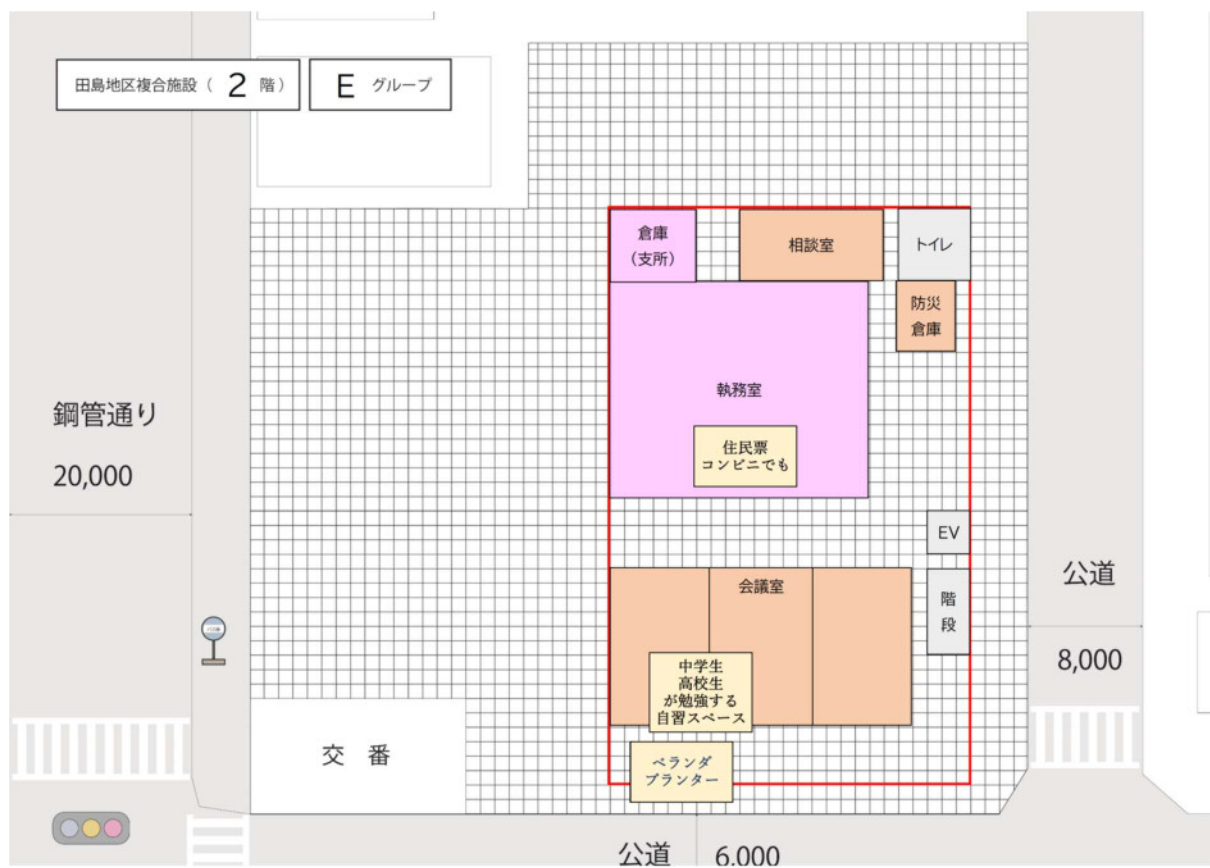 田島地区複合施設（ 2 階）
E グループ
倉庫
（支所）
相談室
トイレ
防災
倉庫
執務室
住民票
コンビニでも
鋼管通り
20,000
EV
会議室
階
段
公道
8,000
中学生
高校生
が勉強する
自習スペース
ベランダ
プランター
交 番
公道 6,000